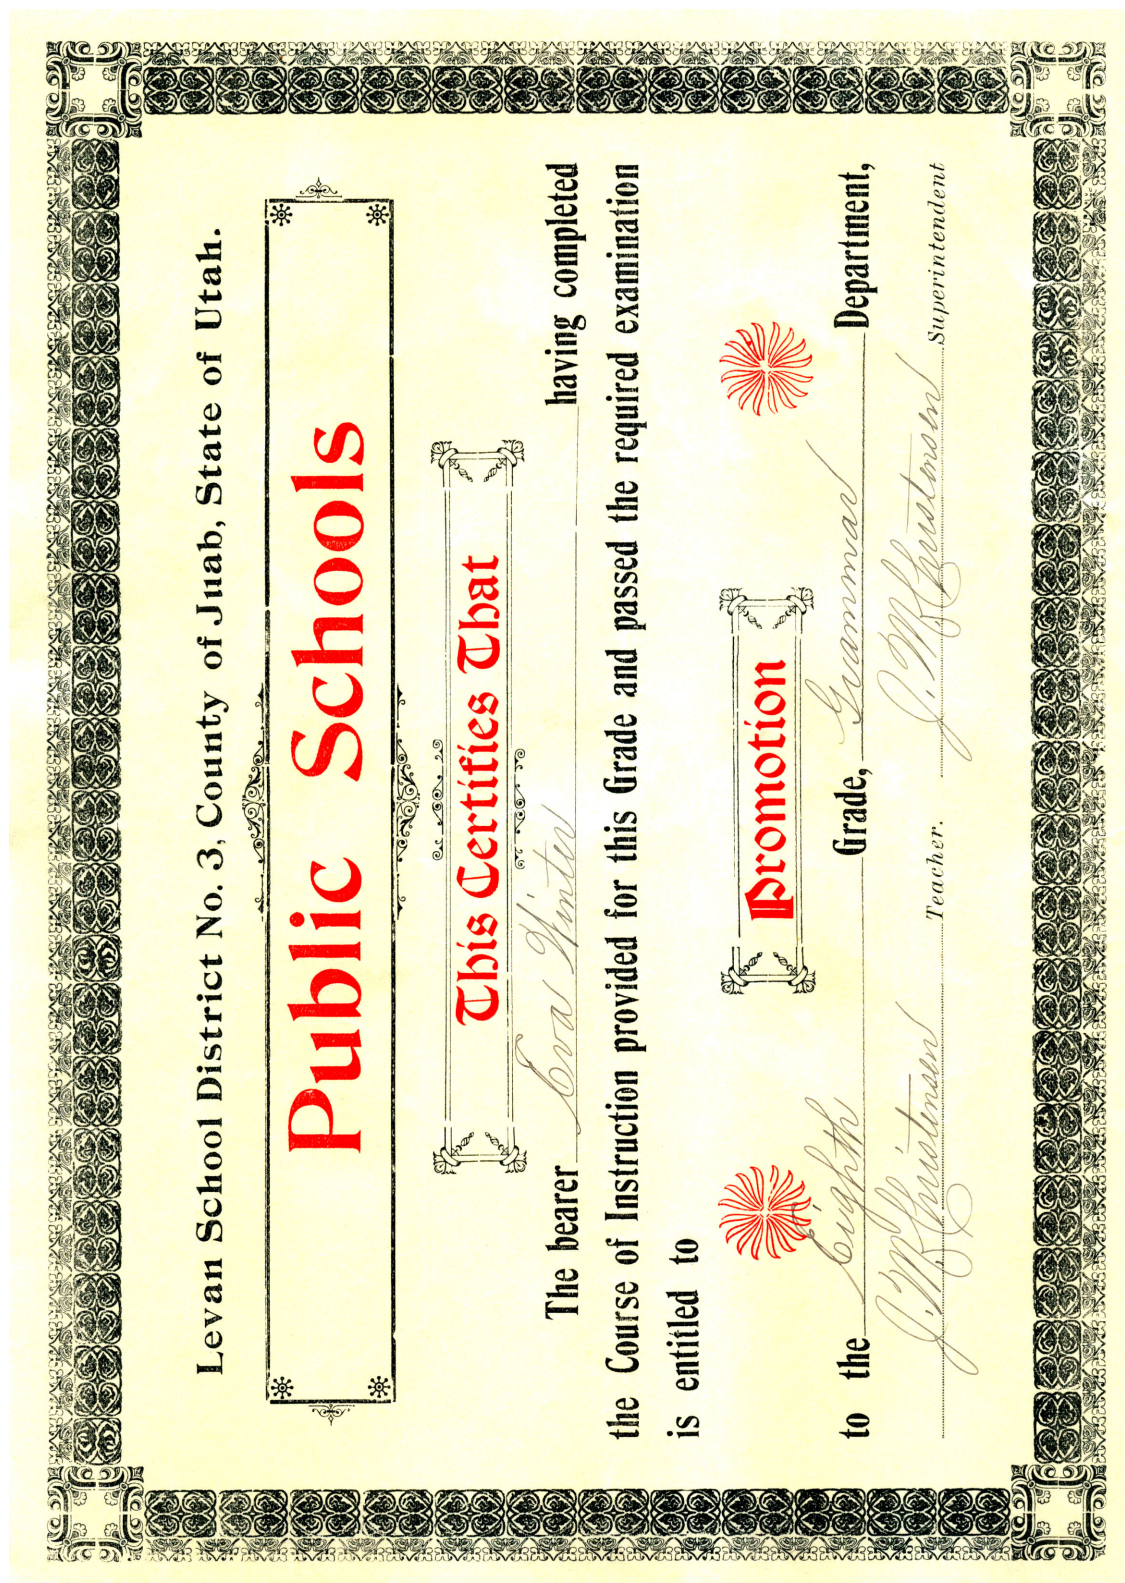 Levan School District No. 3, County of Juab, State of Utah.
Public Schools
This Certifies That
The bearer Eva Winter having completed
the Course of Instruction provided for this Grade and passed the required examination
is entitled to
Promotion
to the Eighth Grade, Grammar Department,
J. M. Christensen Teacher. J. M. Christensen Superintendent